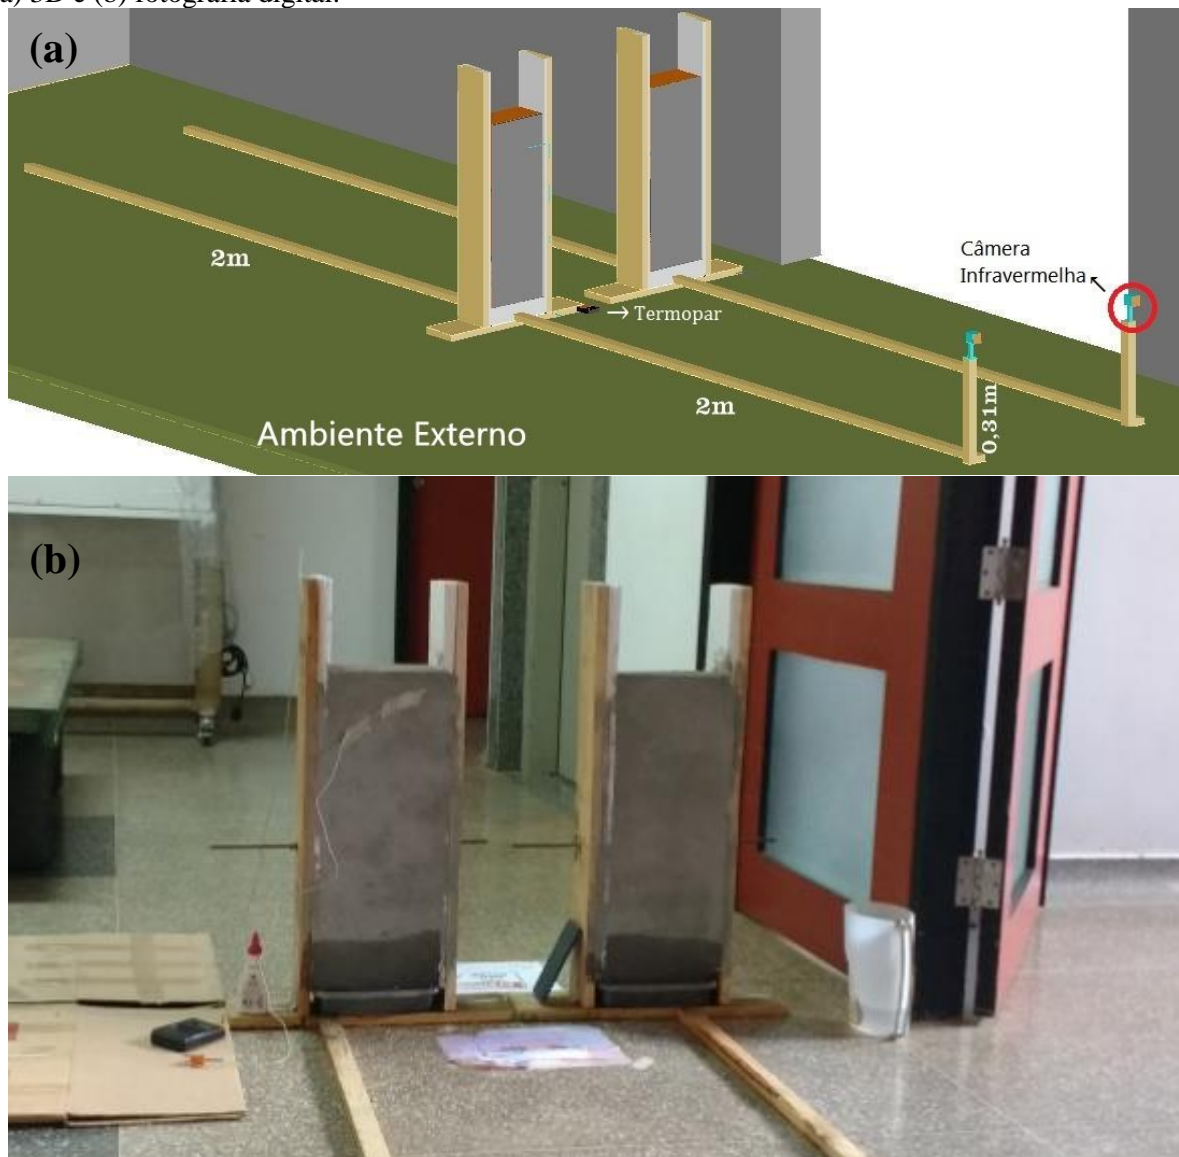 a) 3D e (b) fotografia digital.
(a)
Câmera
Infravermelha
2m
→ Termopar
2m
0,31m
Ambiente Externo
(b)